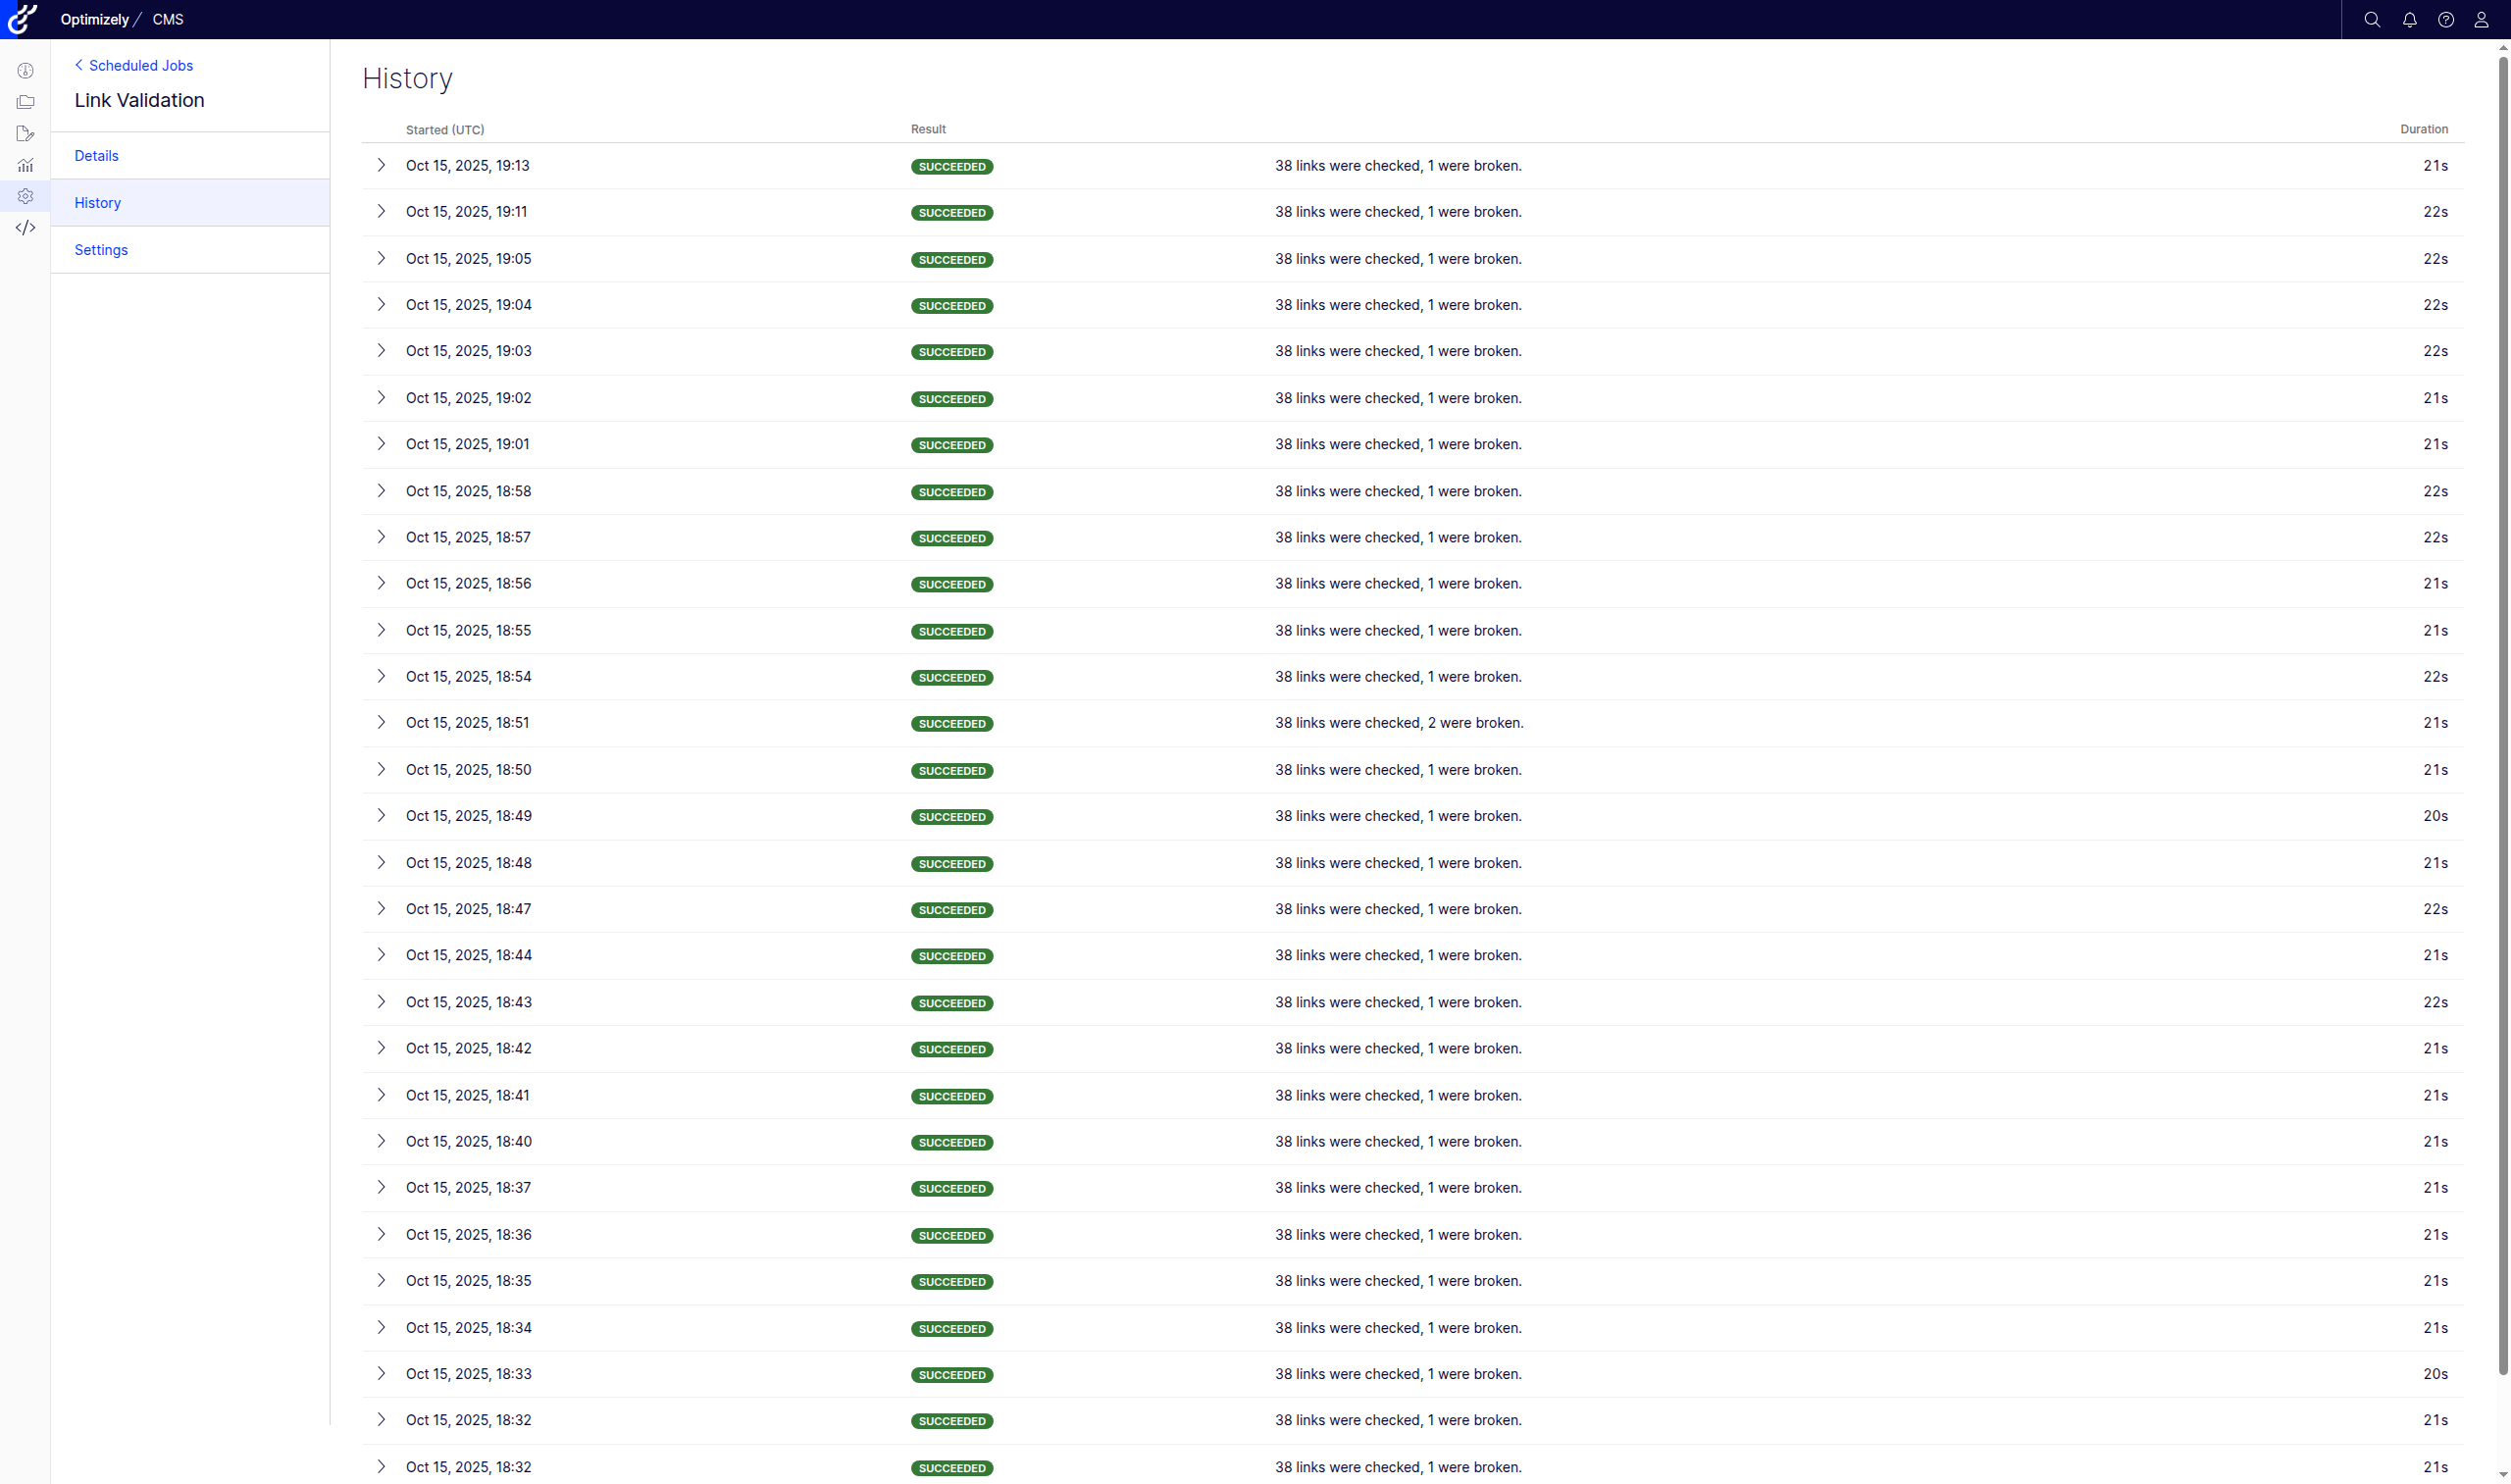 Optimizely / CMS
Scheduled Jobs
Link Validation
Details
History
Settings
History
Started (UTC) Result Duration
Oct 15, 2025, 19:13 SUCCEEDED 38 links were checked, 1 were broken. 21s
Oct 15, 2025, 19:11 SUCCEEDED 38 links were checked, 1 were broken. 22s
Oct 15, 2025, 19:05 SUCCEEDED 38 links were checked, 1 were broken. 22s
Oct 15, 2025, 19:04 SUCCEEDED 38 links were checked, 1 were broken. 22s
Oct 15, 2025, 19:03 SUCCEEDED 38 links were checked, 1 were broken. 22s
Oct 15, 2025, 19:02 SUCCEEDED 38 links were checked, 1 were broken. 21s
Oct 15, 2025, 19:01 SUCCEEDED 38 links were checked, 1 were broken. 21s
Oct 15, 2025, 18:58 SUCCEEDED 38 links were checked, 1 were broken. 22s
Oct 15, 2025, 18:57 SUCCEEDED 38 links were checked, 1 were broken. 22s
Oct 15, 2025, 18:56 SUCCEEDED 38 links were checked, 1 were broken. 21s
Oct 15, 2025, 18:55 SUCCEEDED 38 links were checked, 1 were broken. 21s
Oct 15, 2025, 18:54 SUCCEEDED 38 links were checked, 1 were broken. 22s
Oct 15, 2025, 18:51 SUCCEEDED 38 links were checked, 2 were broken. 21s
Oct 15, 2025, 18:50 SUCCEEDED 38 links were checked, 1 were broken. 21s
Oct 15, 2025, 18:49 SUCCEEDED 38 links were checked, 1 were broken. 20s
Oct 15, 2025, 18:48 SUCCEEDED 38 links were checked, 1 were broken. 21s
Oct 15, 2025, 18:47 SUCCEEDED 38 links were checked, 1 were broken. 22s
Oct 15, 2025, 18:44 SUCCEEDED 38 links were checked, 1 were broken. 21s
Oct 15, 2025, 18:43 SUCCEEDED 38 links were checked, 1 were broken. 22s
Oct 15, 2025, 18:42 SUCCEEDED 38 links were checked, 1 were broken. 21s
Oct 15, 2025, 18:41 SUCCEEDED 38 links were checked, 1 were broken. 21s
Oct 15, 2025, 18:40 SUCCEEDED 38 links were checked, 1 were broken. 21s
Oct 15, 2025, 18:37 SUCCEEDED 38 links were checked, 1 were broken. 21s
Oct 15, 2025, 18:36 SUCCEEDED 38 links were checked, 1 were broken. 21s
Oct 15, 2025, 18:35 SUCCEEDED 38 links were checked, 1 were broken. 21s
Oct 15, 2025, 18:34 SUCCEEDED 38 links were checked, 1 were broken. 21s
Oct 15, 2025, 18:33 SUCCEEDED 38 links were checked, 1 were broken. 20s
Oct 15, 2025, 18:32 SUCCEEDED 38 links were checked, 1 were broken. 21s
Oct 15, 2025, 18:32 SUCCEEDED 38 links were checked, 1 were broken. 21s